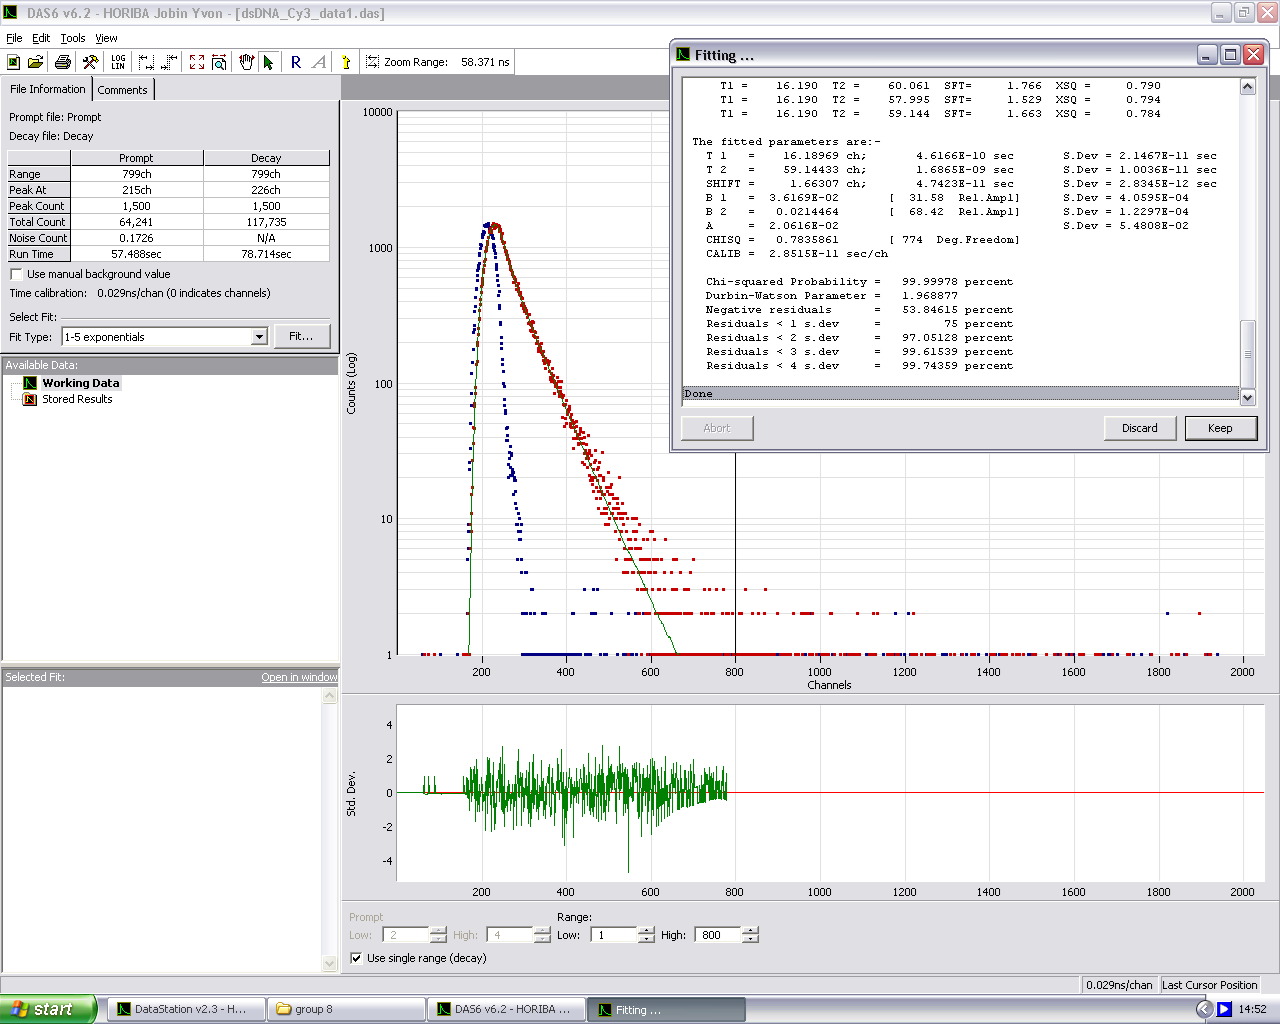 DAS6 v6.2 - HORIBA Jobin Yvon - [dsDNA_Cy3_data1.das]
File Edit Tools View
LOG LIN R A Zoom Range: 58.371 ns
File Information Comments
Prompt file: Prompt
Decay file: Decay
Prompt Decay
Range 799ch 799ch
Peak At 215ch 226ch
Peak Count 1,500 1,500
Total Count 64,241 117,735
Noise Count 0.1726 N/A
Run Time 57.488sec 78.714sec
Use manual background value
Time calibration: 0.029ns/chan (0 indicates channels)
Select Fit:
Fit Type: 1-5 exponentials Fit...
Available Data:
Working Data
Stored Results
Selected Fit: Open in window
Fitting ...
T1 = 16.190 T2 = 60.061 SFT= 1.766 XSQ = 0.790
T1 = 16.190 T2 = 57.995 SFT= 1.529 XSQ = 0.794
T1 = 16.190 T2 = 59.144 SFT= 1.663 XSQ = 0.784
The fitted parameters are:-
T 1 = 16.18969 ch; 4.6166E-10 sec S.Dev = 2.1467E-11 sec
T 2 = 59.14433 ch; 1.6865E-09 sec S.Dev = 1.0036E-11 sec
SHIFT = 1.66307 ch; 4.7423E-11 sec S.Dev = 2.8345E-12 sec
B 1 = 3.6169E-02 [ 31.58 Rel.Ampl] S.Dev = 4.0595E-04
B 2 = 0.0214464 [ 68.42 Rel.Ampl] S.Dev = 1.2297E-04
A = 2.0616E-02 S.Dev = 5.4808E-02
CHISQ = 0.7835861 [ 774 Deg.Freedom]
CALIB = 2.8515E-11 sec/ch
Chi-squared Probability = 99.99978 percent
Durbin-Watson Parameter = 1.968877
Negative residuals = 53.84615 percent
Residuals < 1 s.dev = 75 percent
Residuals < 2 s.dev = 97.05128 percent
Residuals < 3 s.dev = 99.61539 percent
Residuals < 4 s.dev = 99.74359 percent
Done
Abort Discard Keep
Counts (Log)
10000
1000
100
10
1
200 400 600 800 1000 1200 1400 1600 1800 2000
Channels
Std. Dev.
4
2
0
-2
-4
200 400 600 800 1000 1200 1400 1600 1800 2000
Prompt Range:
Low: 2 High: 4 Low: 1 High: 800
Use single range (decay)
0.029ns/chan Last Cursor Position
start DataStation v2.3 - H... group 8 DAS6 v6.2 - HORIBA ... Fitting ... 14:52